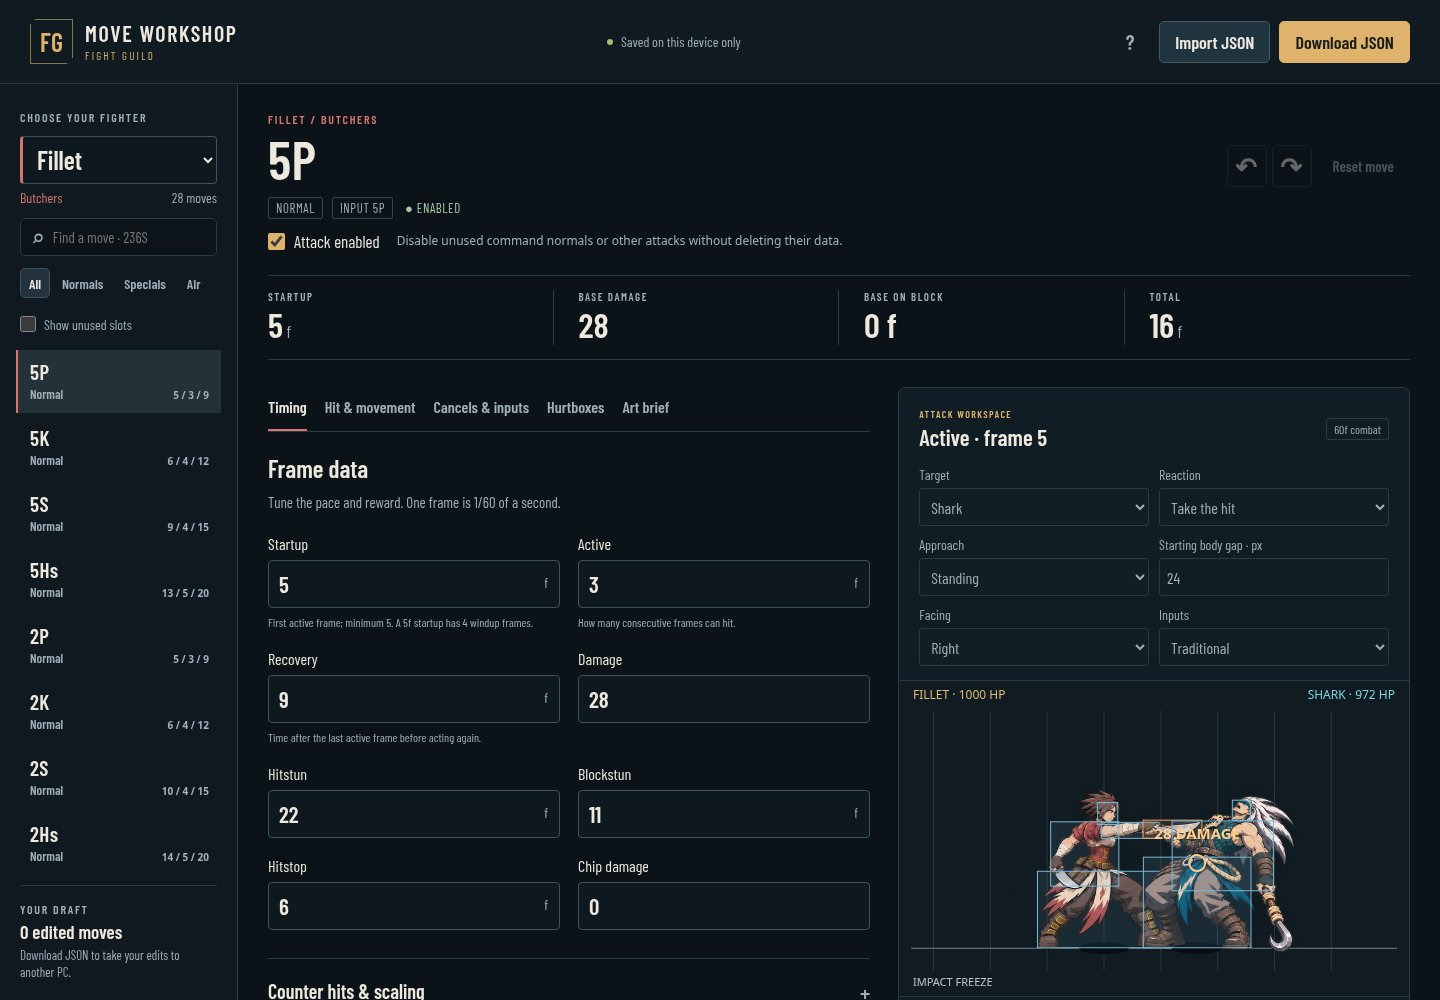 FG
MOVE WORKSHOP
FIGHT GUILD
Saved on this device only
?
Import JSON
Download JSON
CHOOSE YOUR FIGHTER
Fillet
Butchers
28 moves
Find a move · 236S
All
Normals
Specials
Air
Show unused slots
5P
Normal
5 / 3 / 9
5K
Normal
6 / 4 / 12
5S
Normal
9 / 4 / 15
5Hs
Normal
13 / 5 / 20
2P
Normal
5 / 3 / 9
2K
Normal
6 / 4 / 12
2S
Normal
10 / 4 / 15
2Hs
Normal
14 / 5 / 20
YOUR DRAFT
0 edited moves
Download JSON to take your edits to
another PC.
FILLET / BUTCHERS
5P
NORMAL
INPUT 5P
● ENABLED
Attack enabled
Disable unused command normals or other attacks without deleting their data.
Reset move
STARTUP
5 f
BASE DAMAGE
28
BASE ON BLOCK
0 f
TOTAL
16 f
Timing
Hit & movement
Cancels & inputs
Hurtboxes
Art brief
Frame data
Tune the pace and reward. One frame is 1/60 of a second.
Startup
5 f
First active frame; minimum 5. A 5f startup has 4 windup frames.
Active
3 f
How many consecutive frames can hit.
Recovery
9 f
Time after the last active frame before acting again.
Damage
28
Hitstun
22
Blockstun
11 f
Hitstop
6 f
Chip damage
0
Counter hits & scaling
+
ATTACK WORKSPACE
Active · frame 5
60f combat
Target
Shark
Reaction
Take the hit
Approach
Standing
Starting body gap · px
24
Facing
Right
Inputs
Traditional
FILLET · 1000 HP
SHARK · 972 HP
28 DAMAGE
IMPACT FREEZE